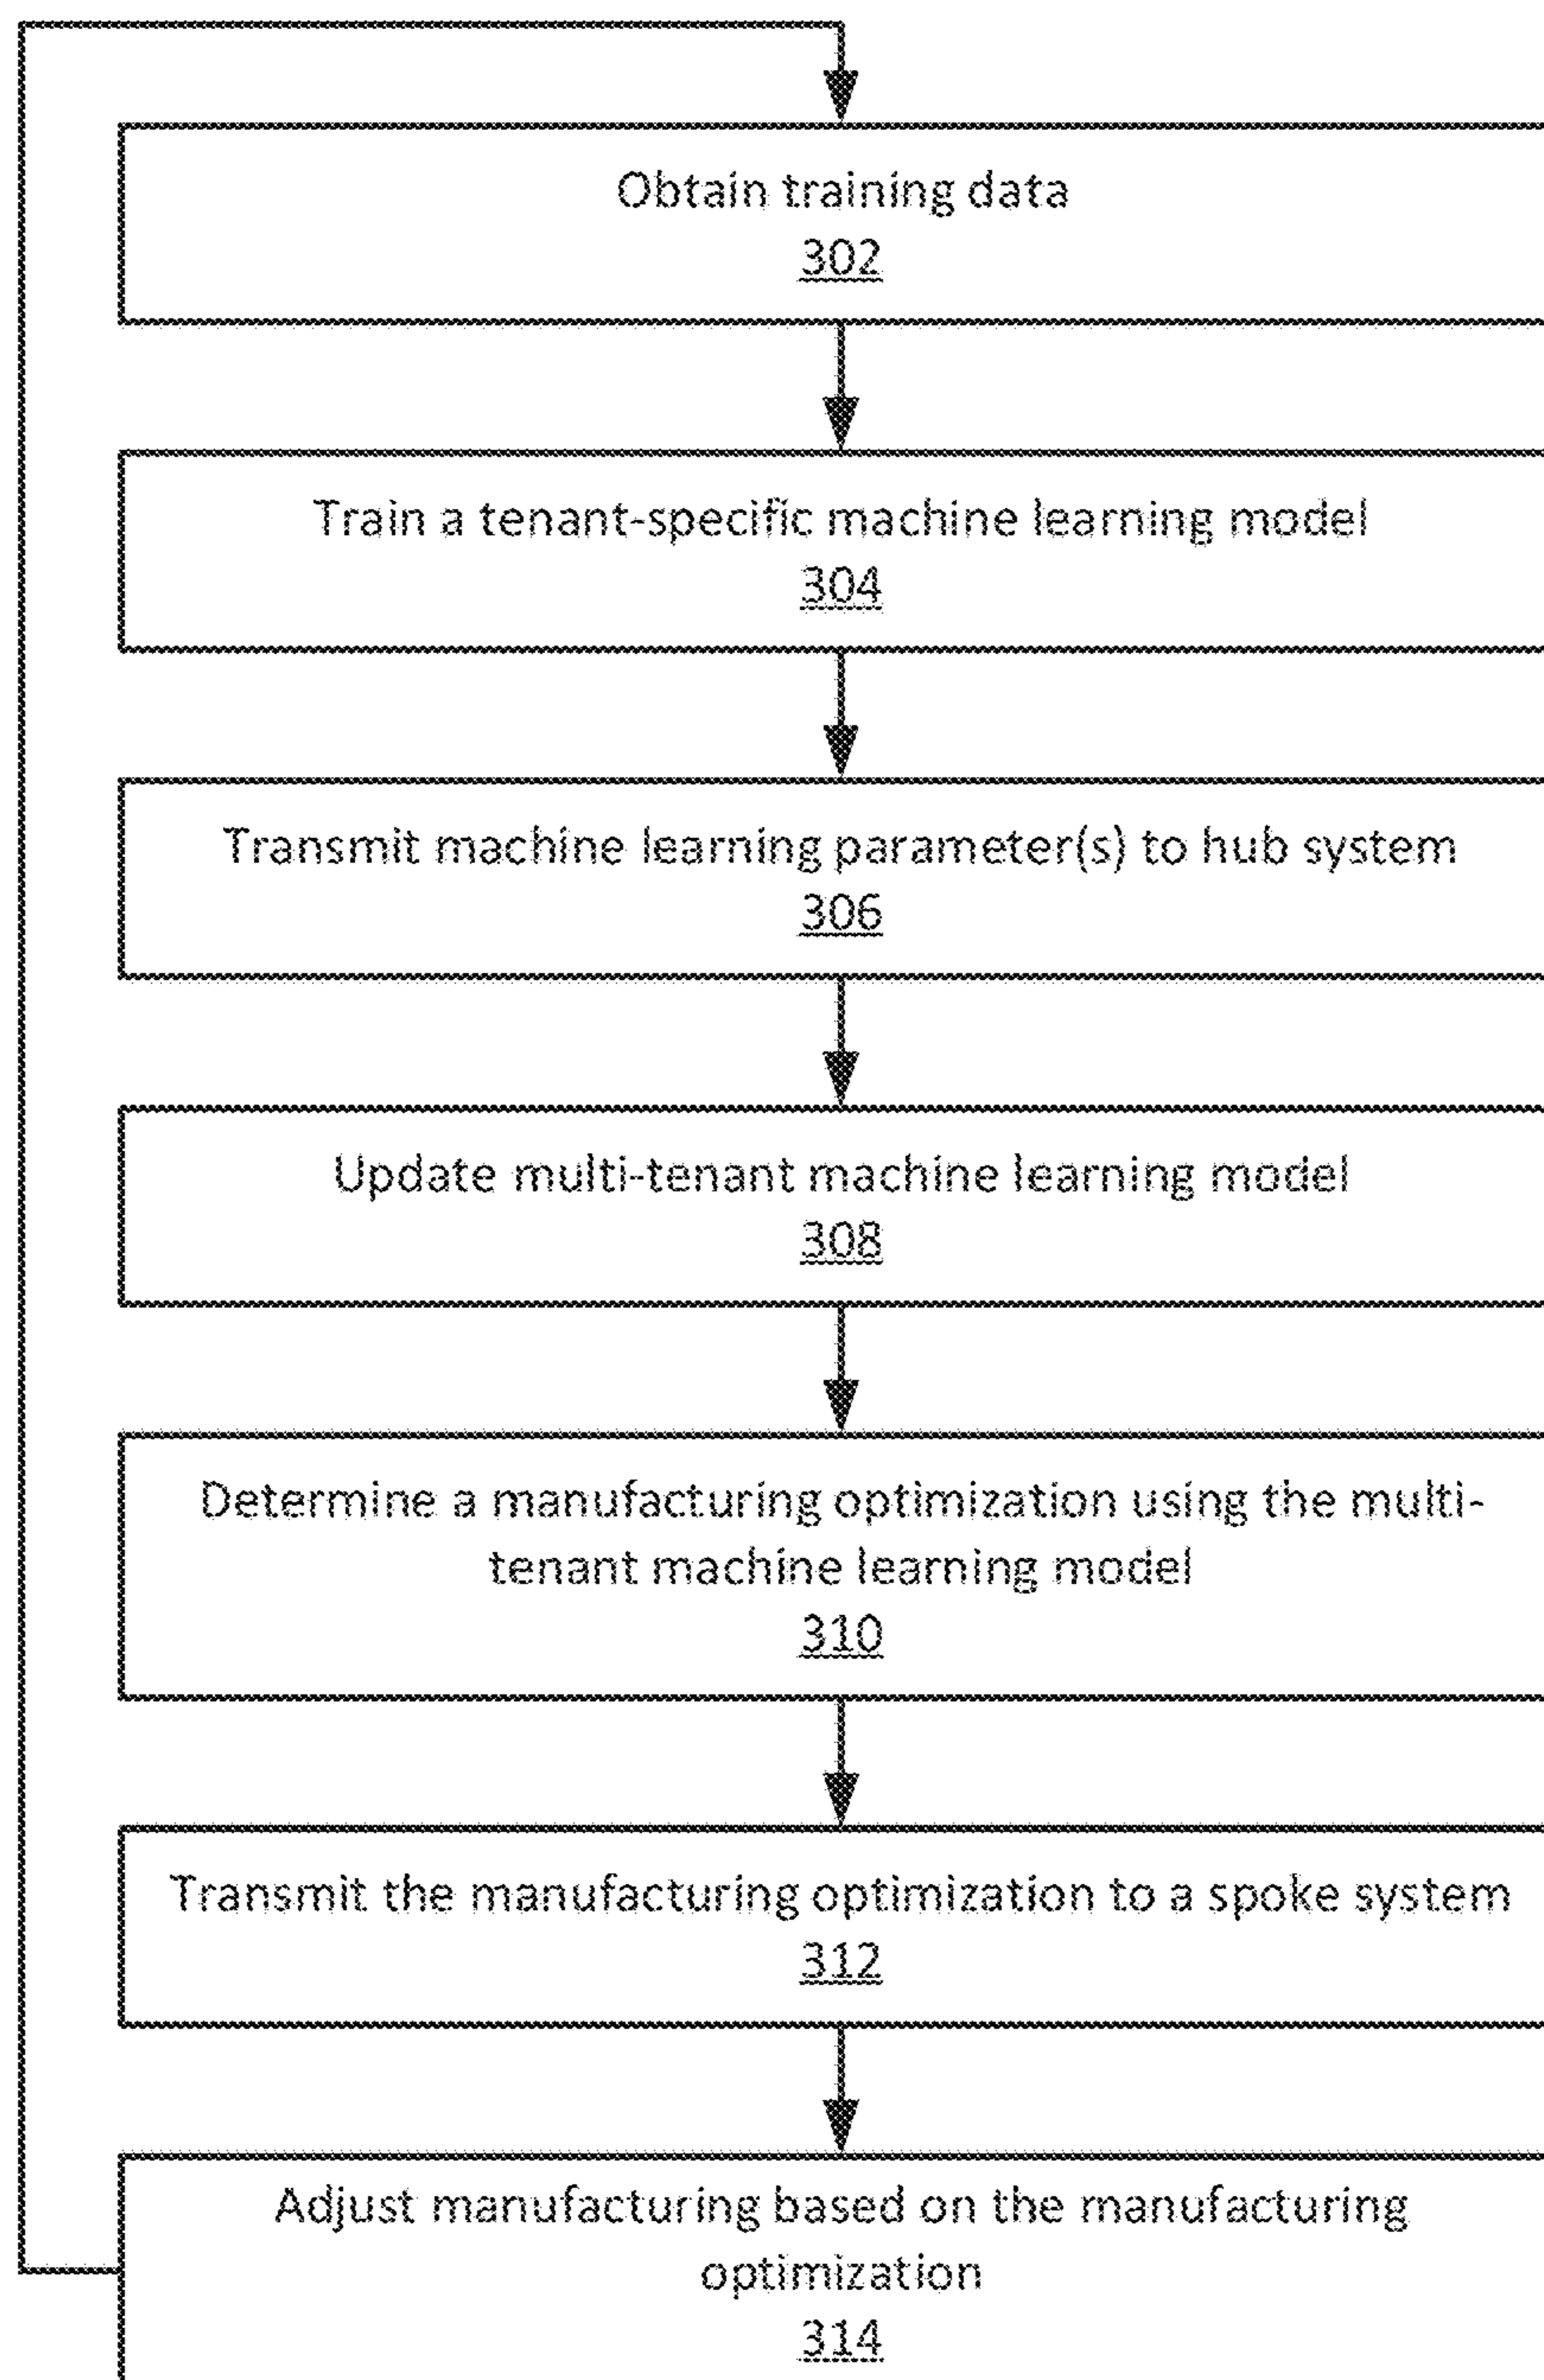 Obtain training data
302
Train a tenant-specific machine learning model
304
Transmit machine learning parameter(s) to hub system
306
Update multi-tenant machine learning model
308
Determine a manufacturing optimization using the multi-
tenant machine learning model
310
Transmit the manufacturing optimization to a spoke system
312
Adjust manufacturing based on the manufacturing
optimization
314